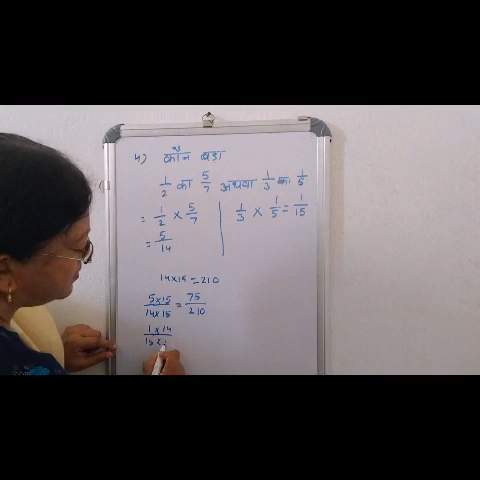 4) कौन बडा
1/2 का 5/7 अथवा 1/3 का 1/5
= 1/2 × 5/7
1/3 × 1/5 = 1/15
= 5/14
14×15 = 210
5×15/14×15 = 75/210
1×14/15×